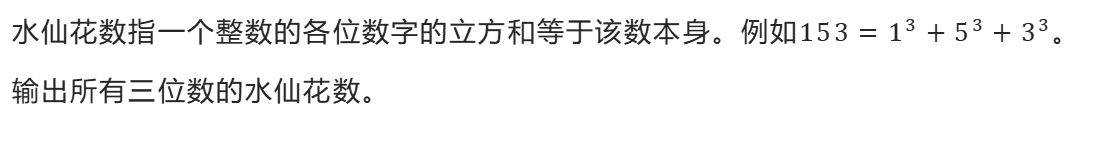 水仙花数指一个整数的各位数字的立方和等于该数本身。例如153 = 1³ + 5³ + 3³。
输出所有三位数的水仙花数。